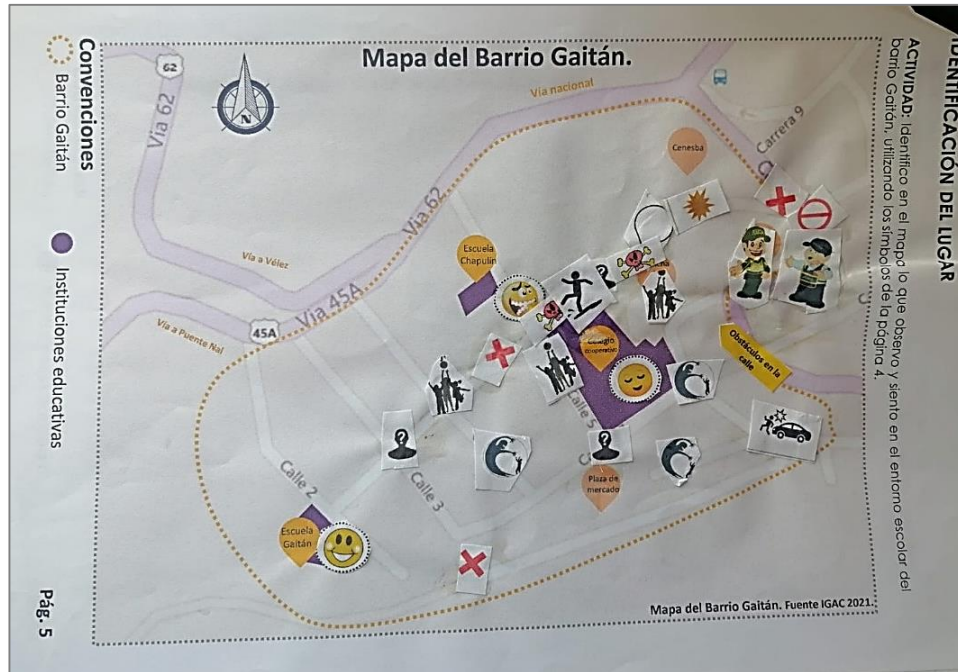 IDENTIFICACIÓN DEL LUGAR
ACTIVIDAD: Identifico en el mapa lo que observo y siento en el entorno escolar del
barrio Gaitán, utilizando los símbolos de la página 4.
Mapa del Barrio Gaitán.
Vía nacional
Carrera 9
Cenesba
62
Vía 62
Vía 62
Escuela
Chapulín
Vía a Vélez
Vía 45A
45A
Vía a Puente Nal
Colegio
cooperativo
Obstáculos en la
calle
Calle 5
Plaza de
mercado
Calle 3
Calle 2
Escuela
Gaitán
Mapa del Barrio Gaitán. Fuente IGAC 2021.
Convenciones
Barrio Gaitán
Instituciones educativas
Pág. 5